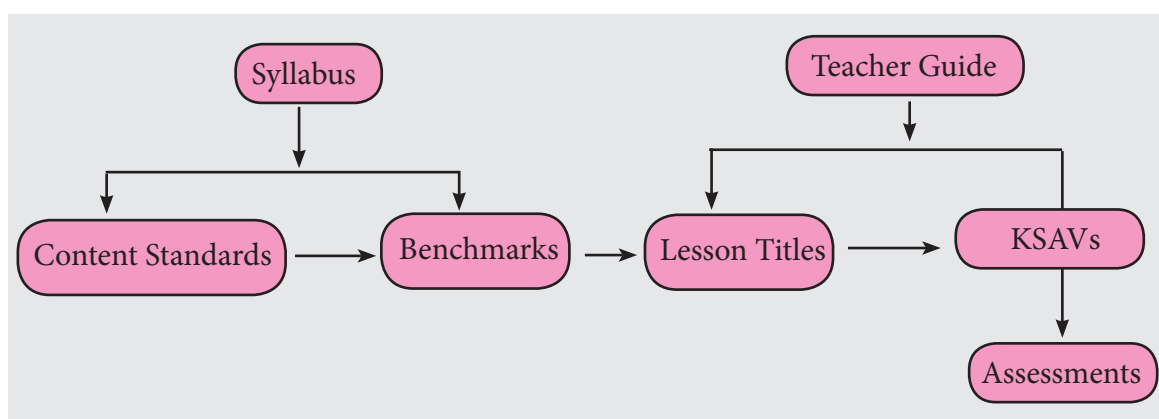 Syllabus
Teacher Guide
Content Standards
Benchmarks
Lesson Titles
KSAVs
Assessments